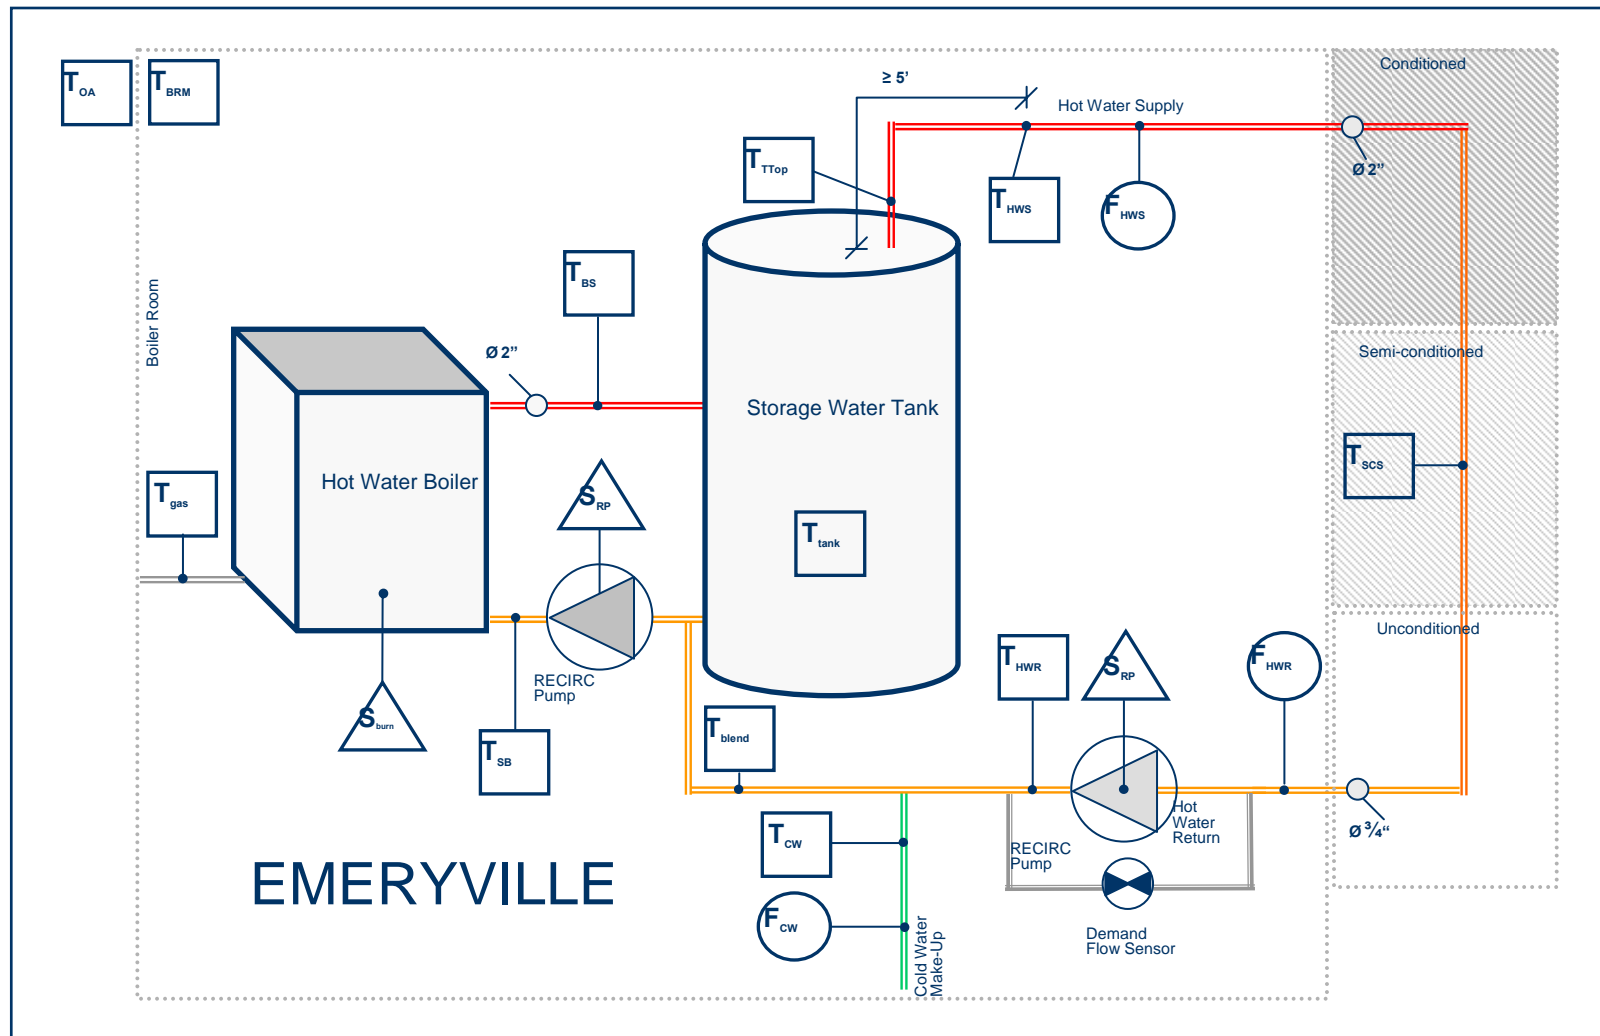 T OA
T BRM
≥ 5’
Hot Water Supply
Conditioned
T TTop
Ø 2”
T HWS
F HWS
T BS
Boiler Room
Ø 2”
Semi-conditioned
Storage Water Tank
T SCS
Hot Water Boiler
S RP
T gas
T tank
Unconditioned
T HWR
S RP
F HWR
RECIRC
Pump
S burn
T SB
T blend
Hot
Water
Return
Ø ¾“
T CW
RECIRC
Pump
EMERYVILLE
F CW
Cold Water
Make-Up
Demand
Flow Sensor